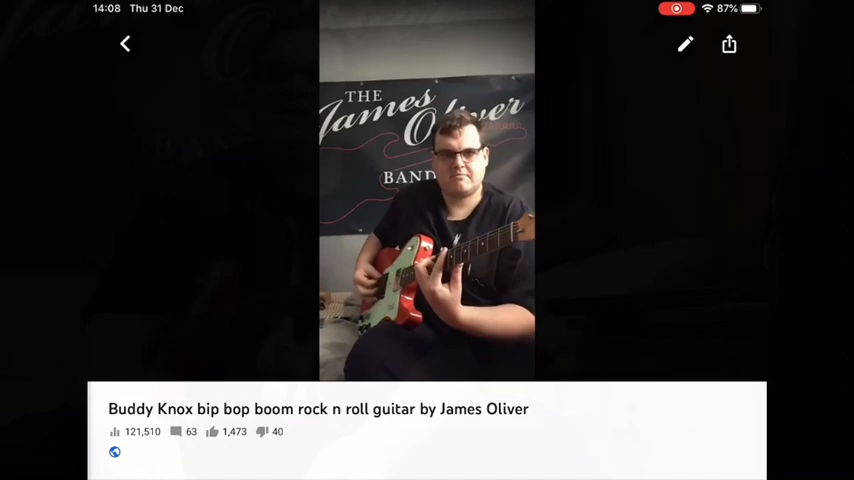 14:08 Thu 31 Dec
87%
THE
James Oliver
BAND
Buddy Knox bip bop boom rock n roll guitar by James Oliver
121,510 63 1,473 40